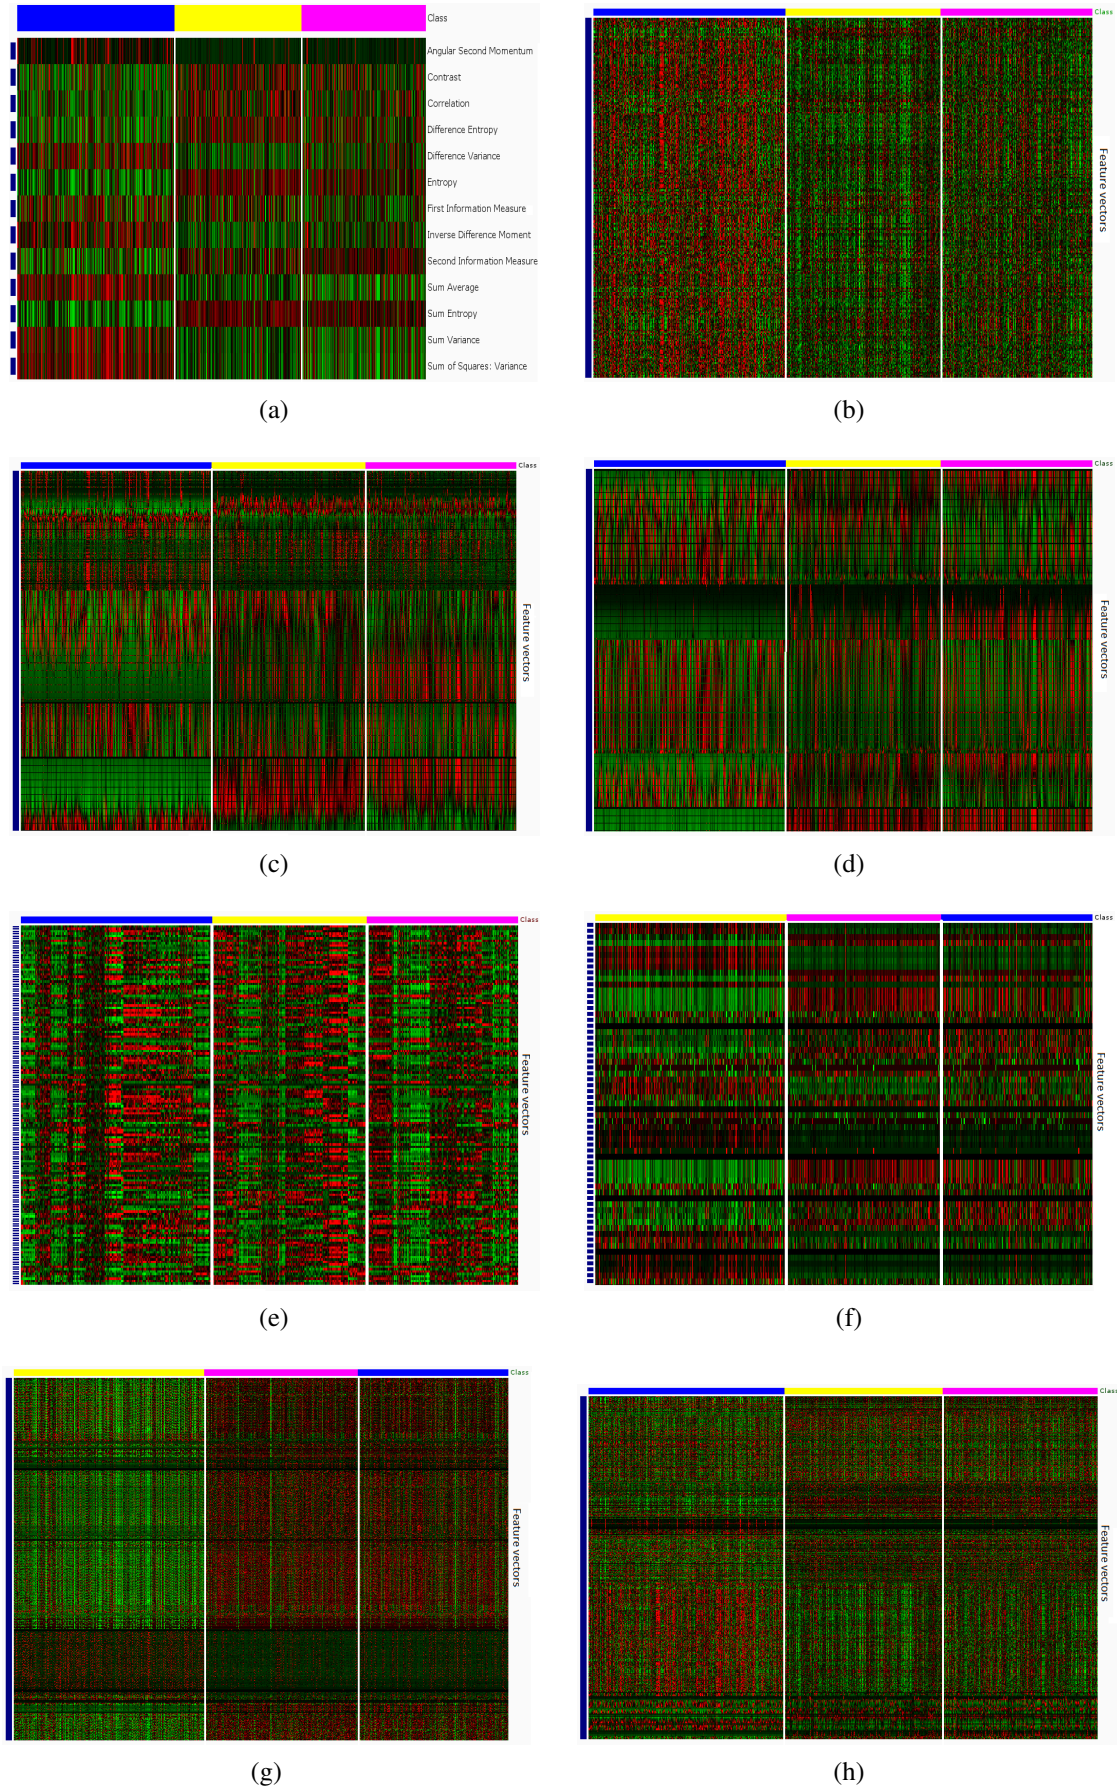 Class
Angular Second Momentum
Contrast
Correlation
Difference Entropy
Difference Variance
Entropy
First Information Measure
Inverse Difference Moment
Second Information Measure
Sum Average
Sum Entropy
Sum Variance
Sum of Squares: Variance
(a)
Class
Feature vectors
(b)
Class
Feature vectors
(c)
Class
Feature vectors
(d)
Class
Feature vectors
(e)
Class
Feature vectors
(f)
Class
Feature vectors
(g)
Class
Feature vectors
(h)